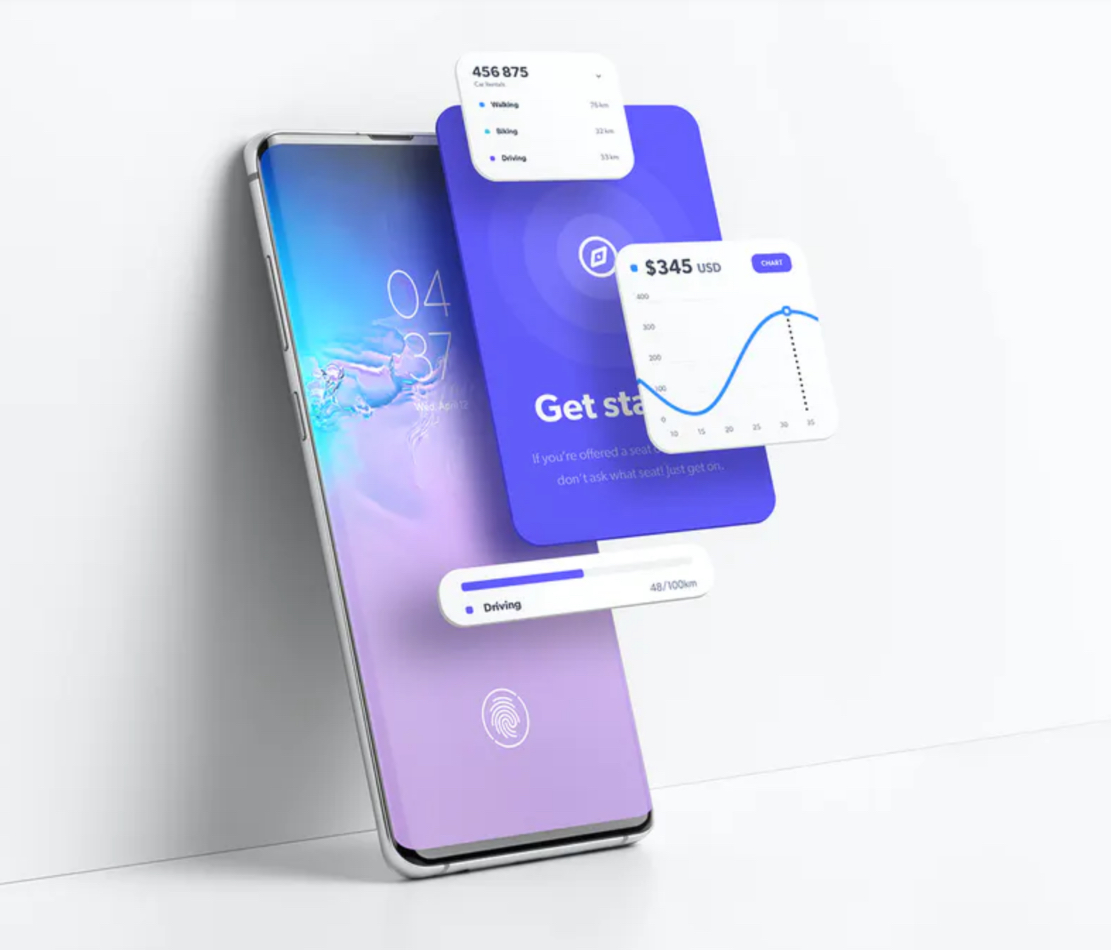 456 875
Car Rentals
Walking 76 km
Biking 32 km
Driving 33 km
$345 USD
CHART
400
300
200
100
0
10 15 20 25 30 35
04
37
Wed, April 12
Get sta
If you're offered a seat
don't ask what seat! Just get on.
48/100km
Driving